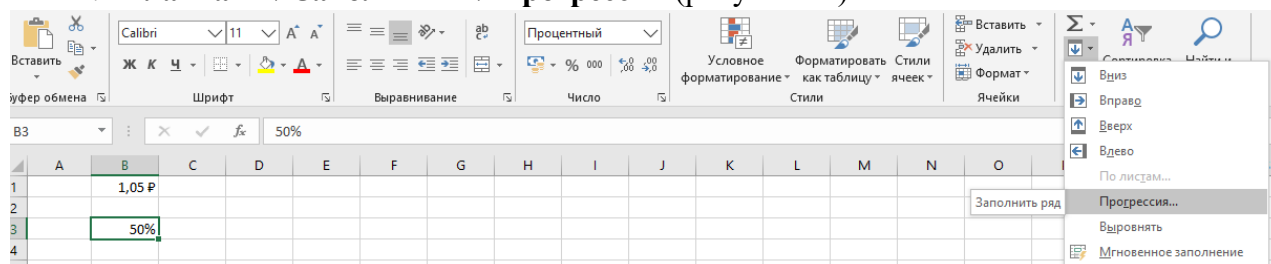 Calibri 11 Процентный Вставить Удалить Формат
Вставить
Ж К Ч
% 000
Условное форматирование
Форматировать как таблицу
Стили ячеек
Буфер обмена Шрифт Выравнивание Число Стили Ячейки
B3 fx 50%
A B C D E F G H I J K L M N O
1 1,05 ₽
2
3 50%
4
Вниз
Вправо
Вверх
Влево
По листам...
Прогрессия...
Выровнять
Мгновенное заполнение
Заполнить ряд